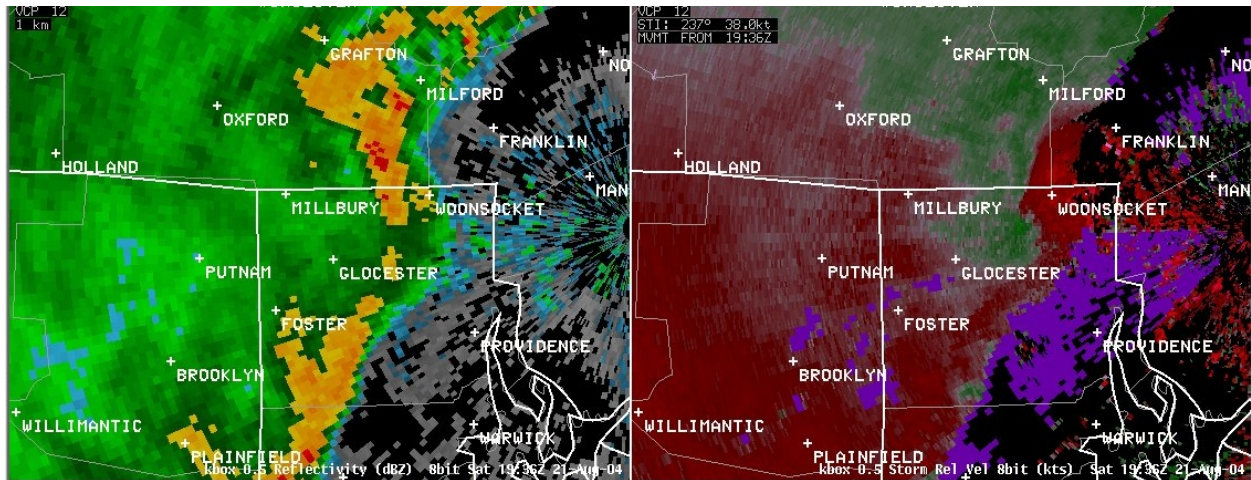 VCP 12
1 km
GRAFTON
MILFORD
OXFORD
FRANKLIN
HOLLAND
MAN
MILLBURY
WOONSOCKET
PUTNAM
GLOCESTER
FOSTER
PROVIDENCE
BROOKLYN
WILLIMANTIC
WARWICK
PLAINFIELD
kbox 0.5 Reflectivity (dBZ) 8bit Sat 19:36Z 21-Aug-04
VCP 12
STI: 237° 38.0kt
MVMT FROM 19:36Z
GRAFTON
NO
MILFORD
OXFORD
FRANKLIN
HOLLAND
MAN
MILLBURY
WOONSOCKET
PUTNAM
GLOCESTER
FOSTER
PROVIDENCE
BROOKLYN
WILLIMANTIC
WARWICK
PLAINFIELD
kbox 0.5 Storm Rel Vel 8bit (kts) Sat 19:36Z 21-Aug-04